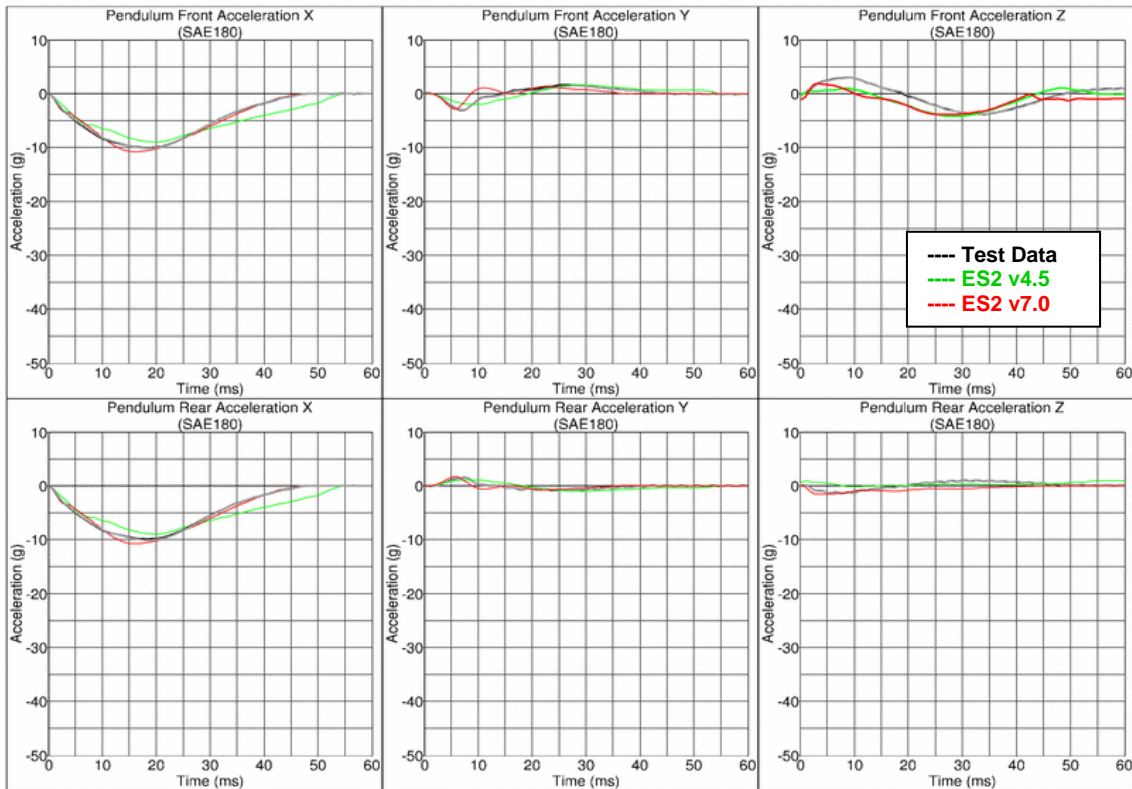 Pendulum Front Acceleration X
(SAE180)
10
0
-10
-20
-30
-40
-50
Acceleration (g)
0 10 20 30 40 50 60
Time (ms)
Pendulum Front Acceleration Y
(SAE180)
10
0
-10
-20
-30
-40
-50
Acceleration (g)
0 10 20 30 40 50 60
Time (ms)
Pendulum Front Acceleration Z
(SAE180)
10
0
-10
-20
-30
-40
-50
Acceleration (g)
0 10 20 30 40 50 60
Time (ms)
---- Test Data
---- ES2 v4.5
---- ES2 v7.0
Pendulum Rear Acceleration X
(SAE180)
10
0
-10
-20
-30
-40
-50
Acceleration (g)
0 10 20 30 40 50 60
Time (ms)
Pendulum Rear Acceleration Y
(SAE180)
10
0
-10
-20
-30
-40
-50
Acceleration (g)
0 10 20 30 40 50 60
Time (ms)
Pendulum Rear Acceleration Z
(SAE180)
10
0
-10
-20
-30
-40
-50
Acceleration (g)
0 10 20 30 40 50 60
Time (ms)